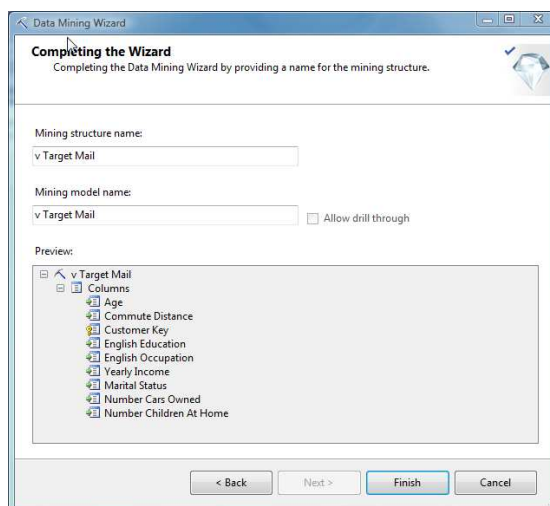 Data Mining Wizard
Completing the Wizard
Completing the Data Mining Wizard by providing a name for the mining structure.
Mining structure name:
v Target Mail
Mining model name:
v Target Mail
Allow drill through
Preview:
v Target Mail
Columns
Age
Commute Distance
Customer Key
English Education
English Occupation
Yearly Income
Marital Status
Number Cars Owned
Number Children At Home
< Back Next > Finish Cancel